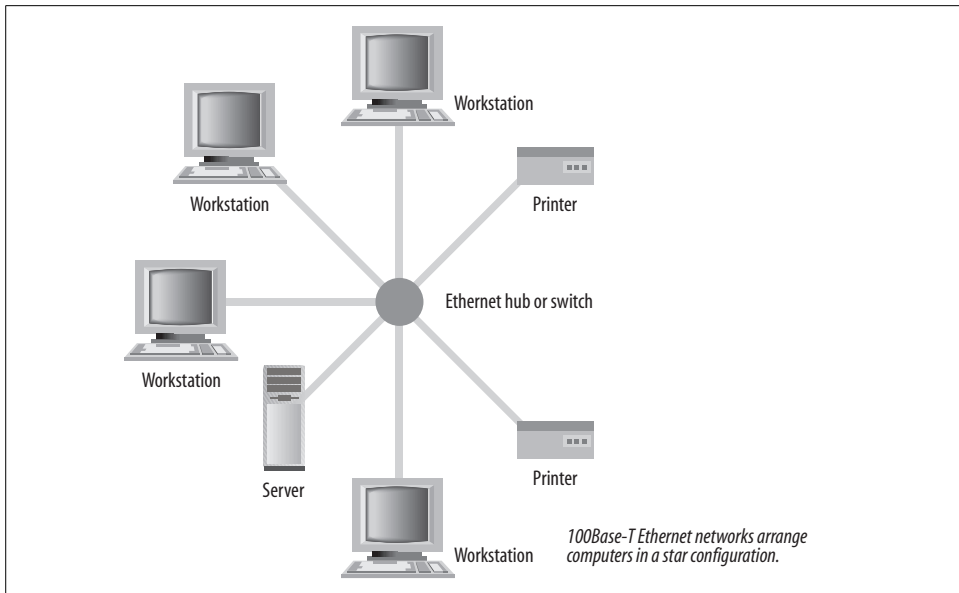 Workstation
Workstation
Printer
Ethernet hub or switch
Workstation
Server
Printer
Workstation
100Base-T Ethernet networks arrange
computers in a star configuration.